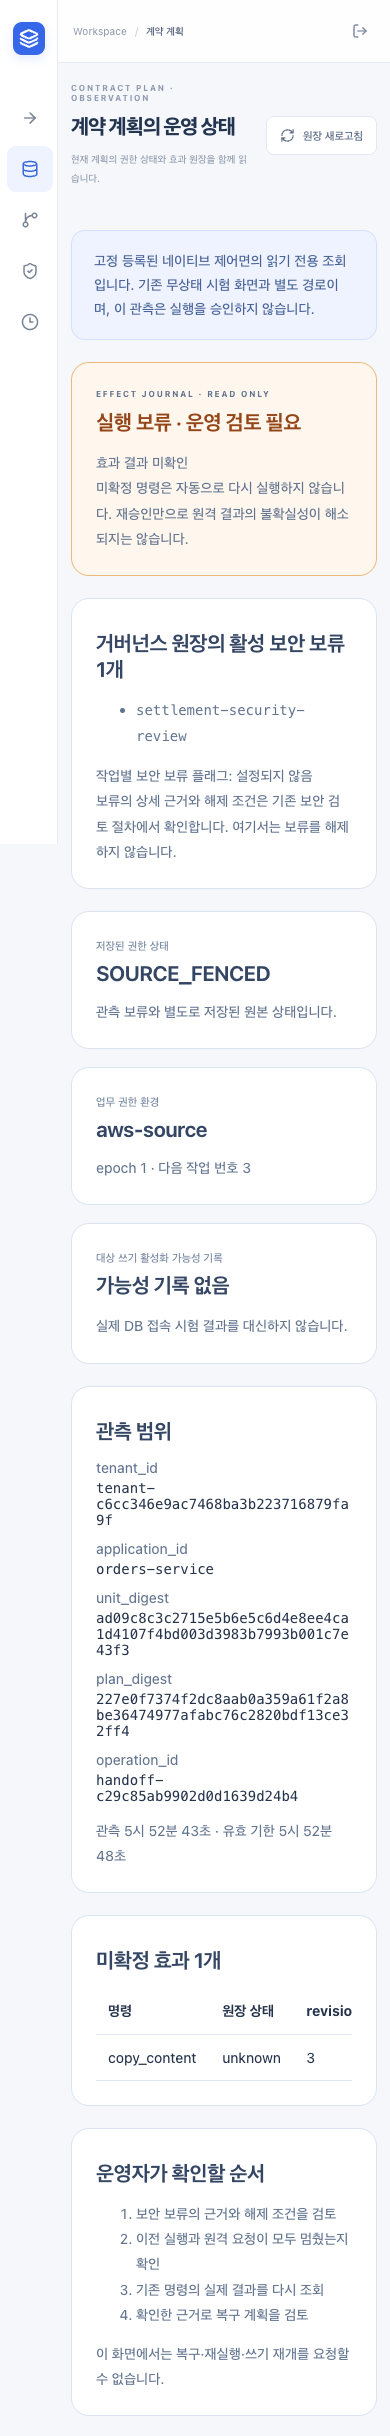 Workspace / 계약 계획
CONTRACT PLAN ·
OBSERVATION
계약 계획의 운영 상태
현재 계획의 권한 상태와 효과 원장을 함께 읽
습니다.
원장 새로고침
고정 등록된 네이티브 제어면의 읽기 전용 조회
입니다. 기존 무상태 시험 화면과 별도 경로이
며, 이 관측은 실행을 승인하지 않습니다.
EFFECT JOURNAL · READ ONLY
실행 보류 · 운영 검토 필요
효과 결과 미확인
미확정 명령은 자동으로 다시 실행하지 않습니
다. 재승인만으로 원격 결과의 불확실성이 해소
되지는 않습니다.
거버넌스 원장의 활성 보안 보류
1개
• settlement-security-
review
작업별 보안 보류 플래그: 설정되지 않음
보류의 상세 근거와 해제 조건은 기존 보안 검
토 절차에서 확인합니다. 여기서는 보류를 해제
하지 않습니다.
저장된 권한 상태
SOURCE_FENCED
관측 보류와 별도로 저장된 원본 상태입니다.
업무 권한 환경
aws-source
epoch 1 · 다음 작업 번호 3
대상 쓰기 활성화 가능성 기록
가능성 기록 없음
실제 DB 접속 시험 결과를 대신하지 않습니다.
관측 범위
tenant_id
tenant-
c6cc346e9ac7468ba3b223716879fa
9f
application_id
orders-service
unit_digest
ad09c8c3c2715e5b6e5c6d4e8ee4ca
1d4107f4bd003d3983b7993b001c7e
43f3
plan_digest
227e0f7374f2dc8aab0a359a61f2a8
be36474977afabc76c2820bdf13ce3
2ff4
operation_id
handoff-
c29c85ab9902d0d1639d24b4
관측 5시 52분 43초 · 유효 기한 5시 52분
48초
미확정 효과 1개
명령 원장 상태 revisio
copy_content unknown 3
운영자가 확인할 순서
1. 보안 보류의 근거와 해제 조건을 검토
2. 이전 실행과 원격 요청이 모두 멈췄는지
확인
3. 기존 명령의 실제 결과를 다시 조회
4. 확인한 근거로 복구 계획을 검토
이 화면에서는 복구·재실행·쓰기 재개를 요청할
수 없습니다.